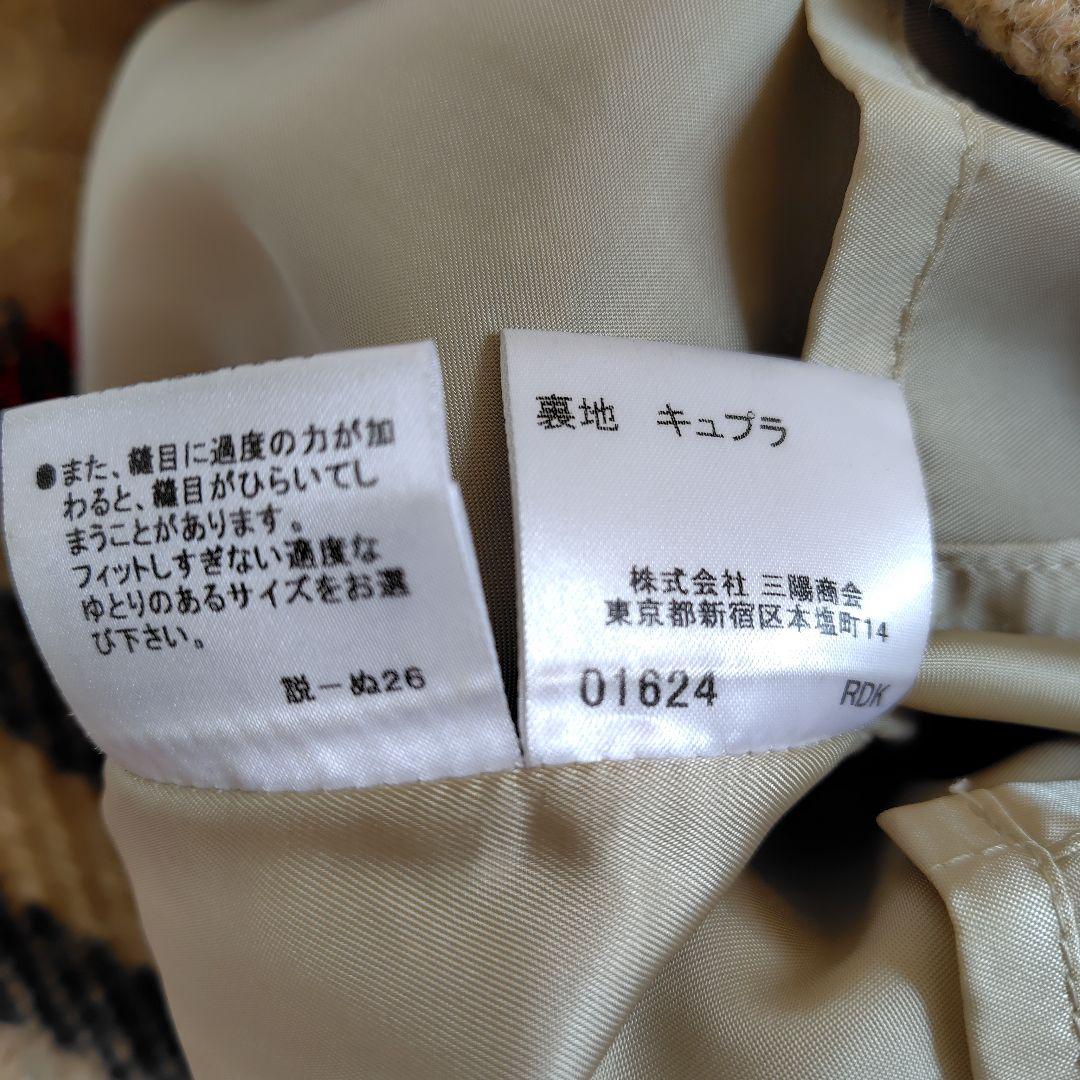 ●また、縫目に過度の力が加
わると、縫目がひらいてし
まうことがあります。
フィットしすぎない適度な
ゆとりのあるサイズをお選
び下さい。
説ーぬ26
裏地 キュプラ
株式会社 三陽商会
東京都新宿区本塩町14
01624 RDK